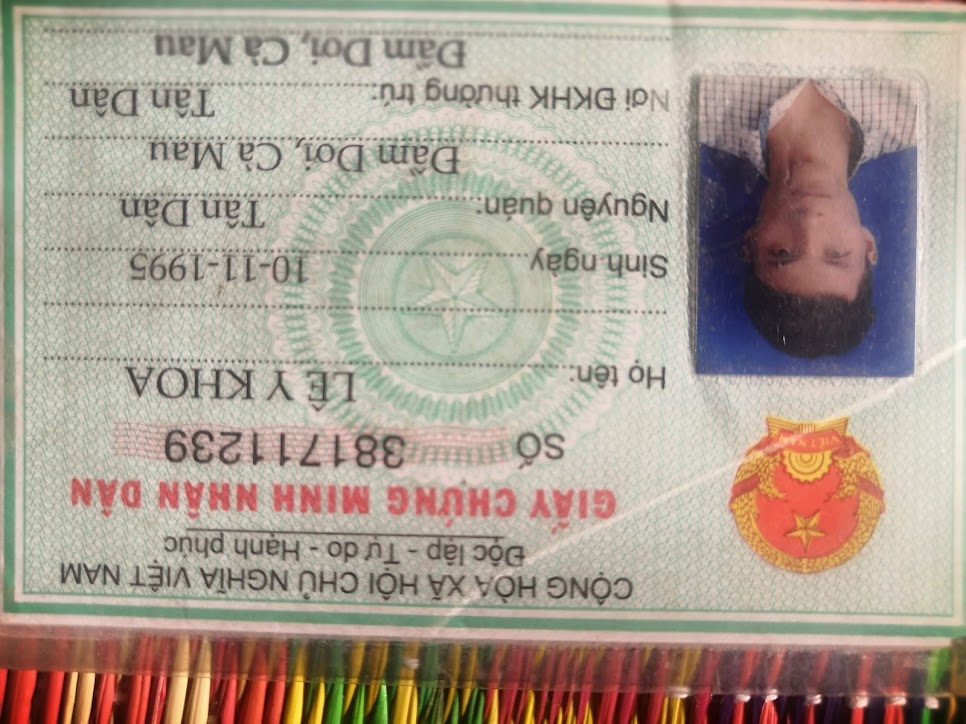 CỘNG HÒA XÃ HỘI CHỦ NGHĨA VIỆT NAM
Độc lập - Tự do - Hạnh phúc
GIẤY CHỨNG MINH NHÂN DÂN
SỐ 381711239
Họ tên: LÊ Y KHOA
Sinh ngày 10-11-1995
Nguyên quán: Tân Dân
Đầm Dơi, Cà Mau
Nơi ĐKHK thường trú: Tân Dân
Đầm Dơi, Cà Mau
VIỆT NAM